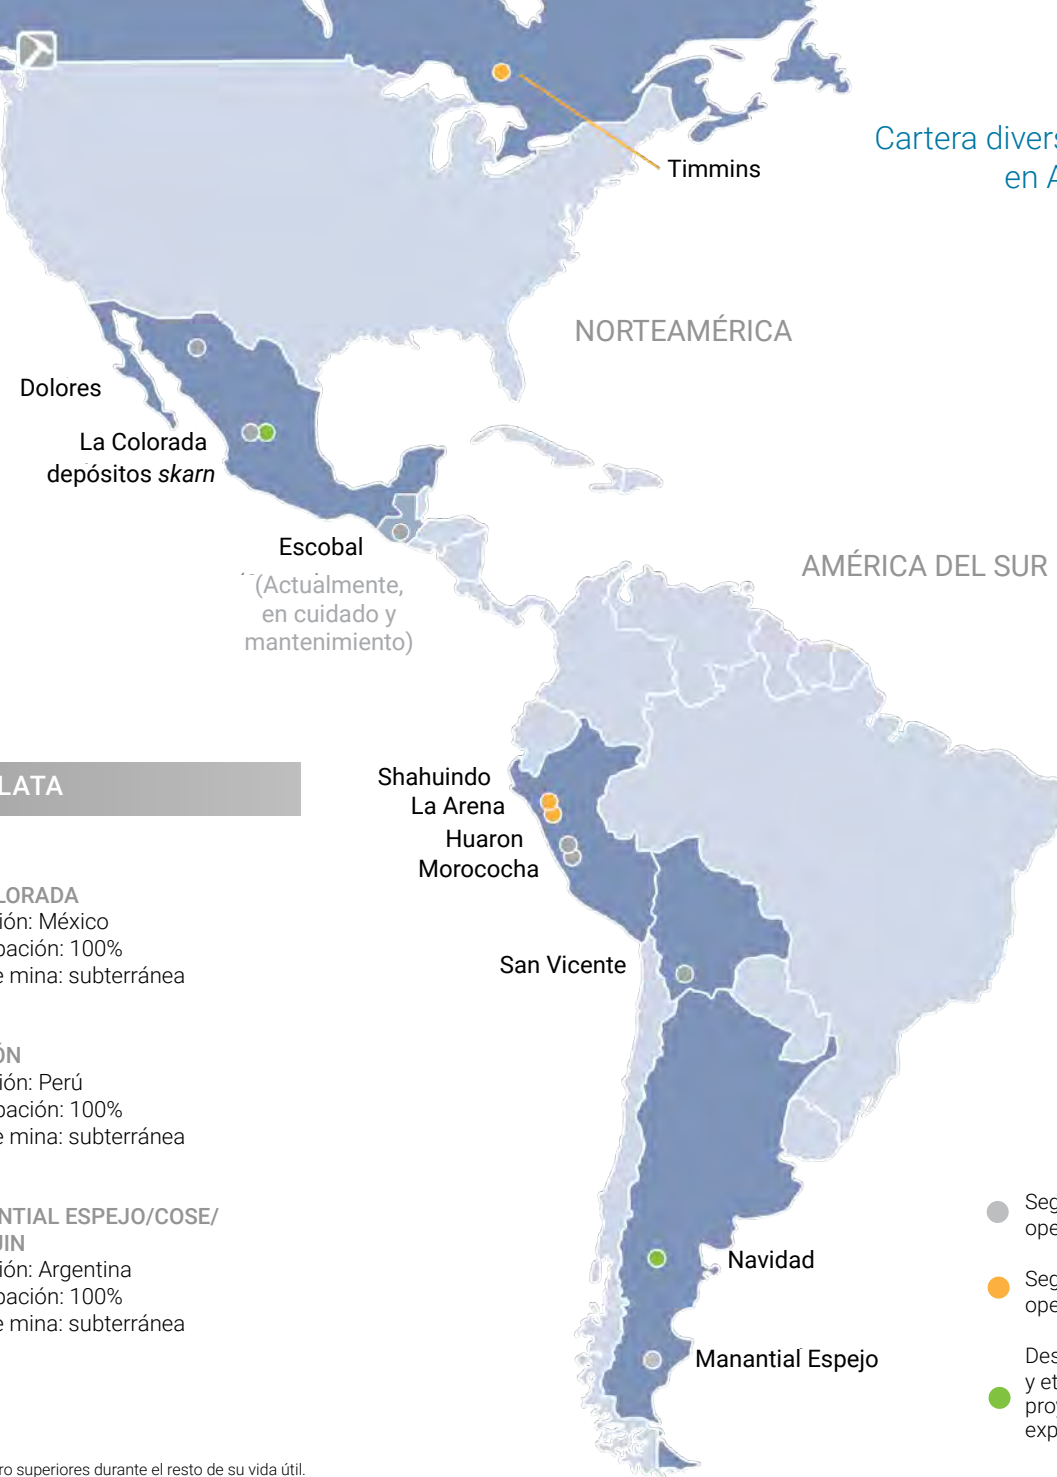 Timmins
Cartera divers
en A
NORTEAMÉRICA
Dolores
La Colorada
depósitos skarn
Escobal
(Actualmente,
en cuidado y
mantenimiento)
AMÉRICA DEL SUR
LATA
Shahuindo
La Arena
Huaron
Morococha
LORADA
ión: México
pación: 100%
e mina: subterránea
San Vicente
ÓN
ión: Perú
pación: 100%
e mina: subterránea
NTIAL ESPEJO/COSE/
UIN
ión: Argentina
pación: 100%
e mina: subterránea
Navidad
Manantial Espejo
Seg
ope
Seg
ope
Des
y et
proy
exp
ro superiores durante el resto de su vida útil.